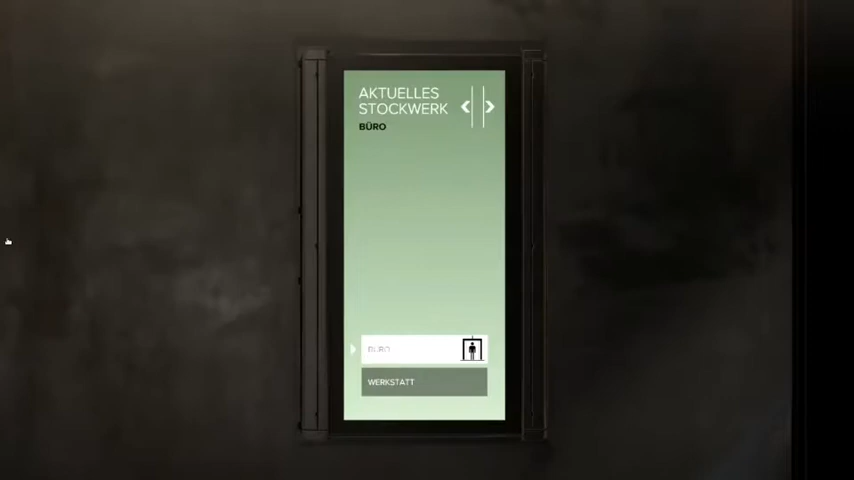 AKTUELLES
STOCKWERK
BÜRO
BÜRO
WERKSTATT